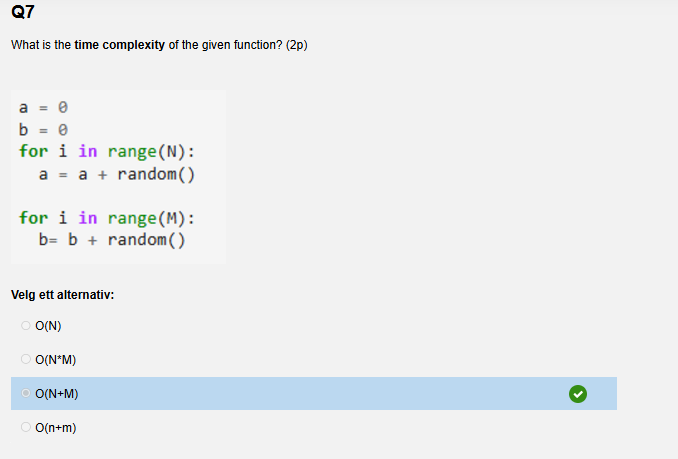 Q7
What is the time complexity of the given function? (2p)
a = 0
b = 0
for i in range(N):
  a = a + random()
for i in range(M):
  b= b + random()
Velg ett alternativ:
O(N)
O(N*M)
O(N+M)
O(n+m)